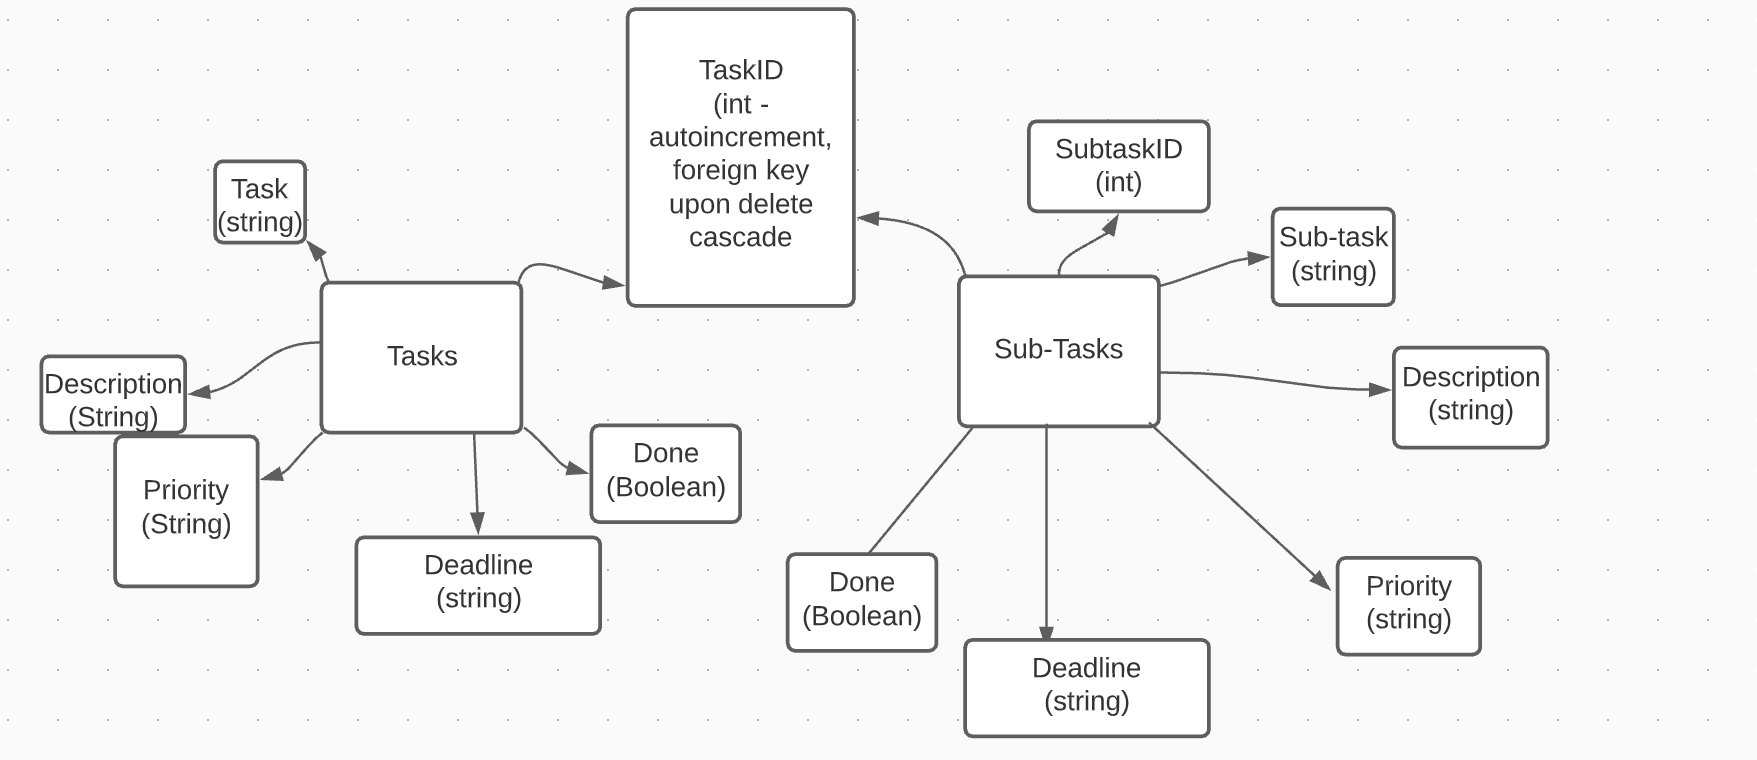 TaskID
(int -
autoincrement,
foreign key
upon delete
cascade
SubtaskID
(int)
Task
(string)
Sub-task
(string)
Tasks
Sub-Tasks
Description
(String)
Description
(string)
Priority
(String)
Done
(Boolean)
Deadline
(string)
Done
(Boolean)
Priority
(string)
Deadline
(string)